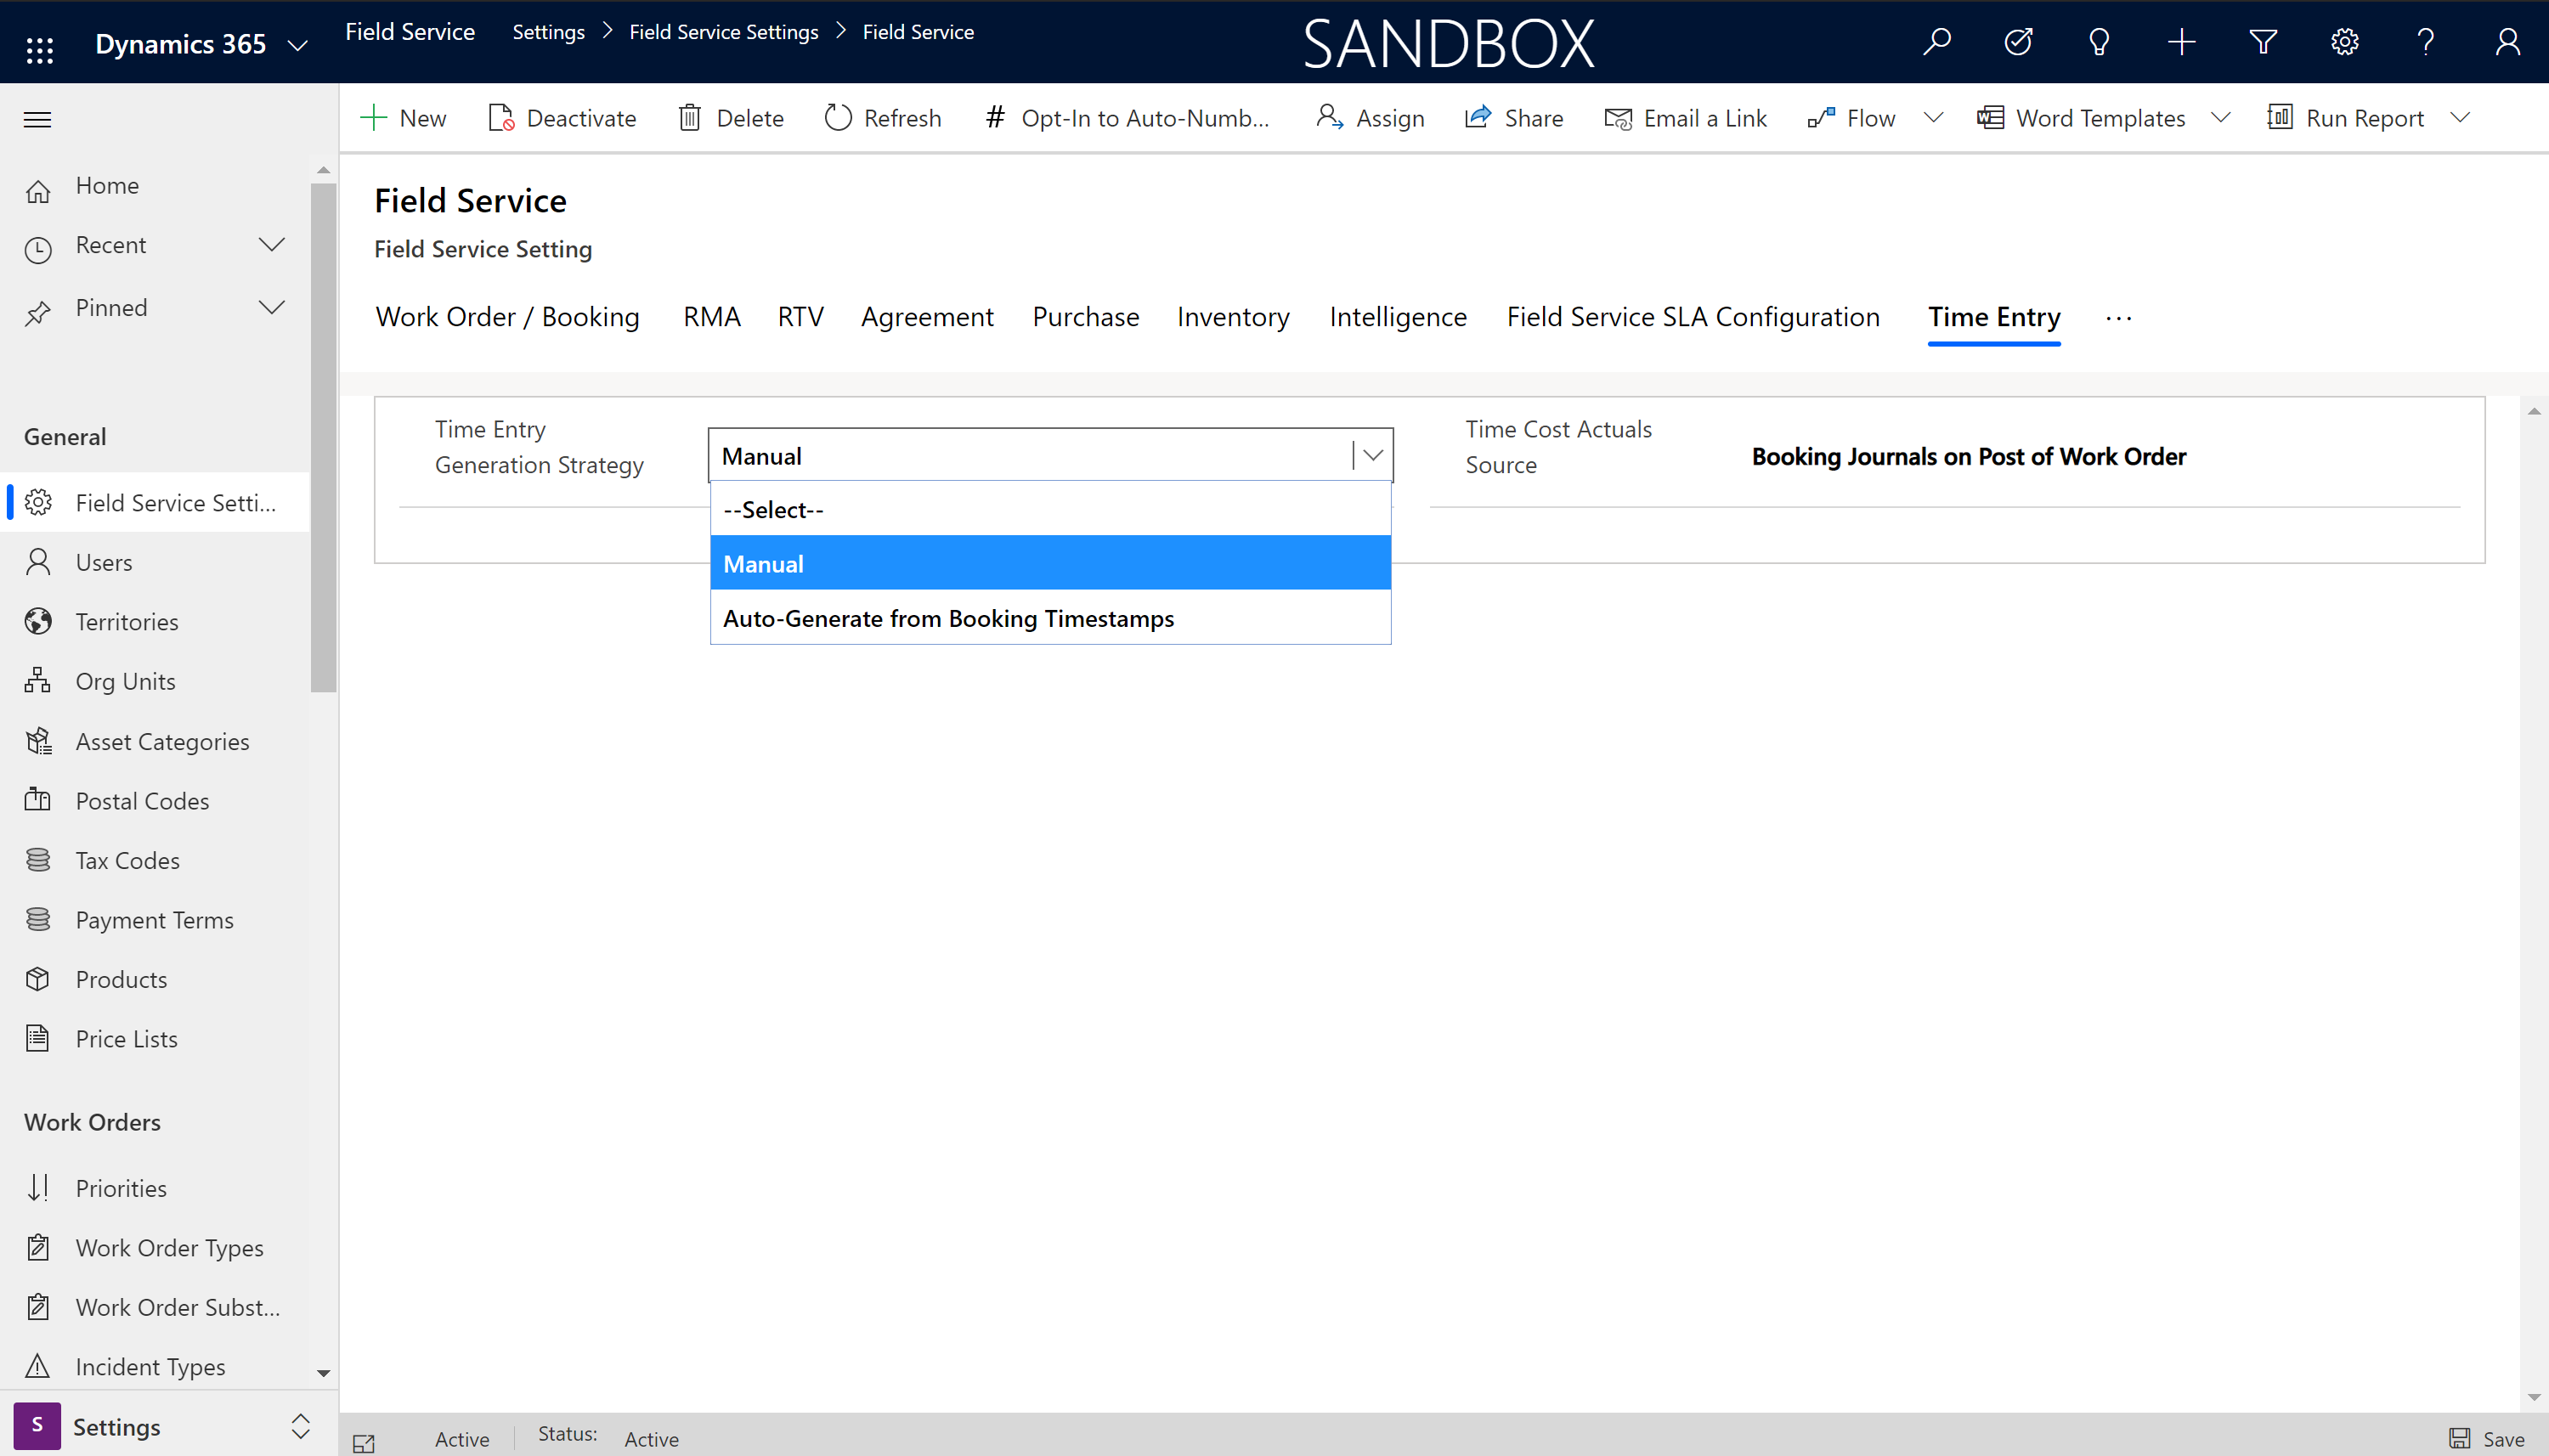 Dynamics 365
Field Service
Settings
Field Service Settings
Field Service
SANDBOX
New
Deactivate
Delete
Refresh
# Opt-In to Auto-Numb...
Assign
Share
Email a Link
Flow
Word Templates
Run Report
Home
Recent
Pinned
General
Field Service Setti...
Users
Territories
Org Units
Asset Categories
Postal Codes
Tax Codes
Payment Terms
Products
Price Lists
Work Orders
Priorities
Work Order Types
Work Order Subst...
Incident Types
S
Settings
Field Service
Field Service Setting
Work Order / Booking
RMA
RTV
Agreement
Purchase
Inventory
Intelligence
Field Service SLA Configuration
Time Entry
...
Time Entry
Generation Strategy
Manual
--Select--
Manual
Auto-Generate from Booking Timestamps
Time Cost Actuals
Source
Booking Journals on Post of Work Order
Active
Status:
Active
Save